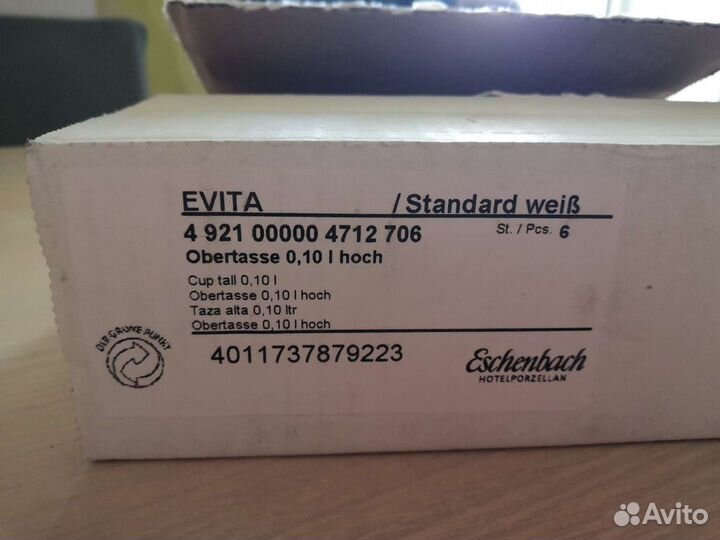 EVITA / Standard weiß
4 921 00000 4712 706 St. / Pcs. 6
Obertasse 0,10 l hoch
Cup tall 0,10 l
Obertasse 0,10 l hoch
Taza alta 0,10 ltr
Obertasse 0,10 l hoch
DER GRÜNE PUNKT
4011737879223
Eschenbach
HOTELPORZELLAN
Avito